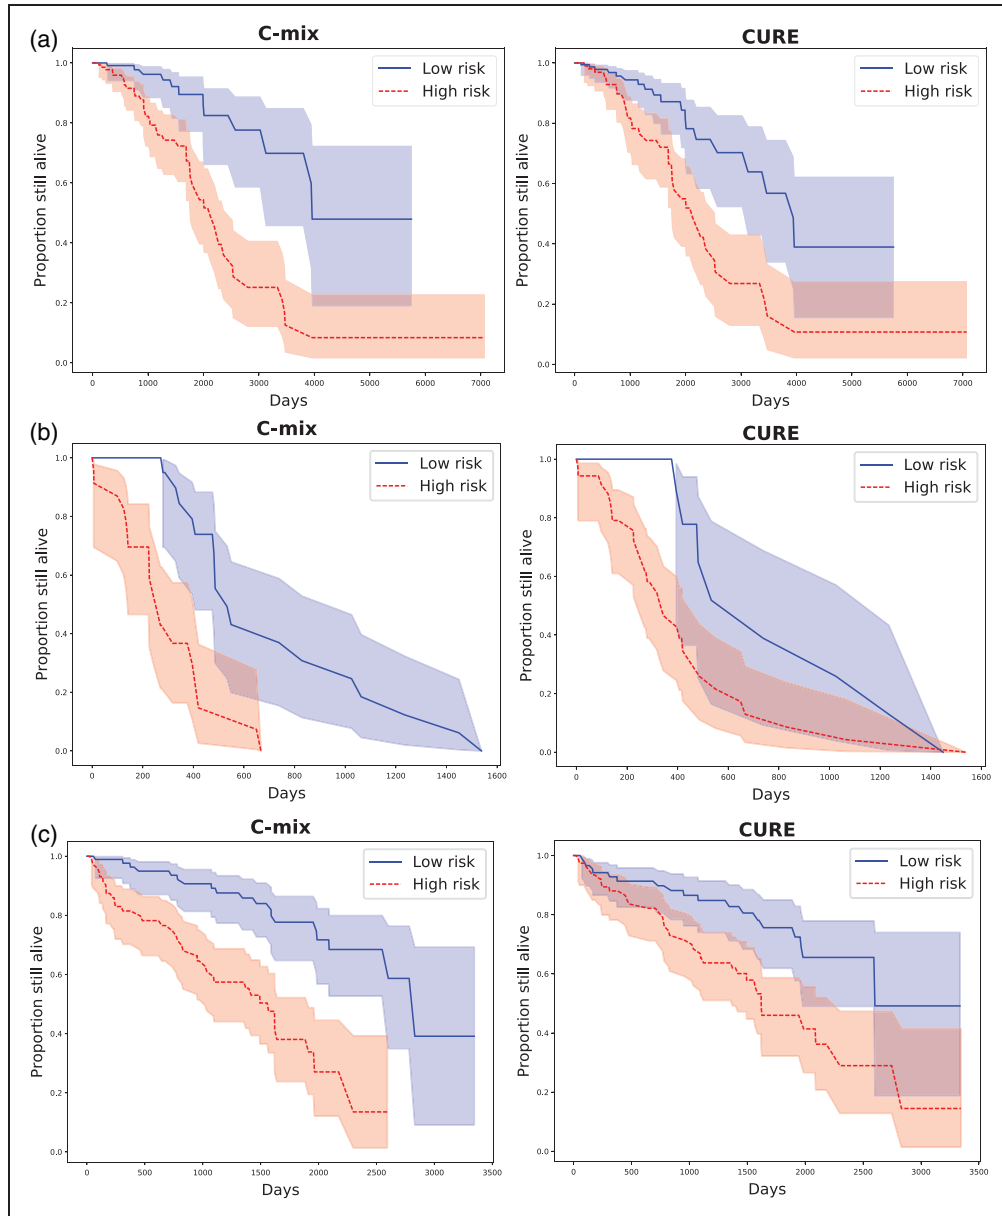 (a)
C-mix
Low risk
High risk
Proportion still alive
1.0
0.8
0.6
0.4
0.2
0.0
0 1000 2000 3000 4000 5000 6000 7000
Days
CURE
Low risk
High risk
Proportion still alive
1.0
0.8
0.6
0.4
0.2
0.0
0 1000 2000 3000 4000 5000 6000 7000
Days
(b)
C-mix
Low risk
High risk
Proportion still alive
1.0
0.8
0.6
0.4
0.2
0.0
0 200 400 600 800 1000 1200 1400 1600
Days
CURE
Low risk
High risk
Proportion still alive
1.0
0.8
0.6
0.4
0.2
0.0
0 200 400 600 800 1000 1200 1400 1600
Days
(c)
C-mix
Low risk
High risk
Proportion still alive
1.0
0.8
0.6
0.4
0.2
0.0
0 500 1000 1500 2000 2500 3000 3500
Days
CURE
Low risk
High risk
Proportion still alive
1.0
0.8
0.6
0.4
0.2
0.0
0 500 1000 1500 2000 2500 3000 3500
Days